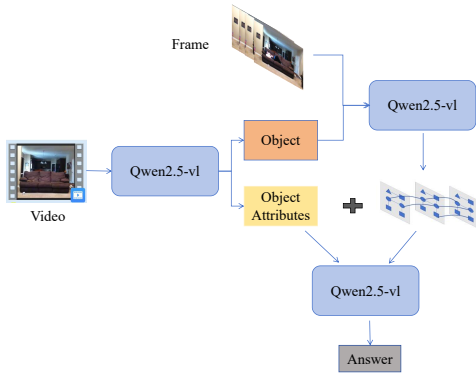 Frame
Qwen2.5-vl
Object
Qwen2.5-vl
Video
Object
Attributes
Qwen2.5-vl
Answer